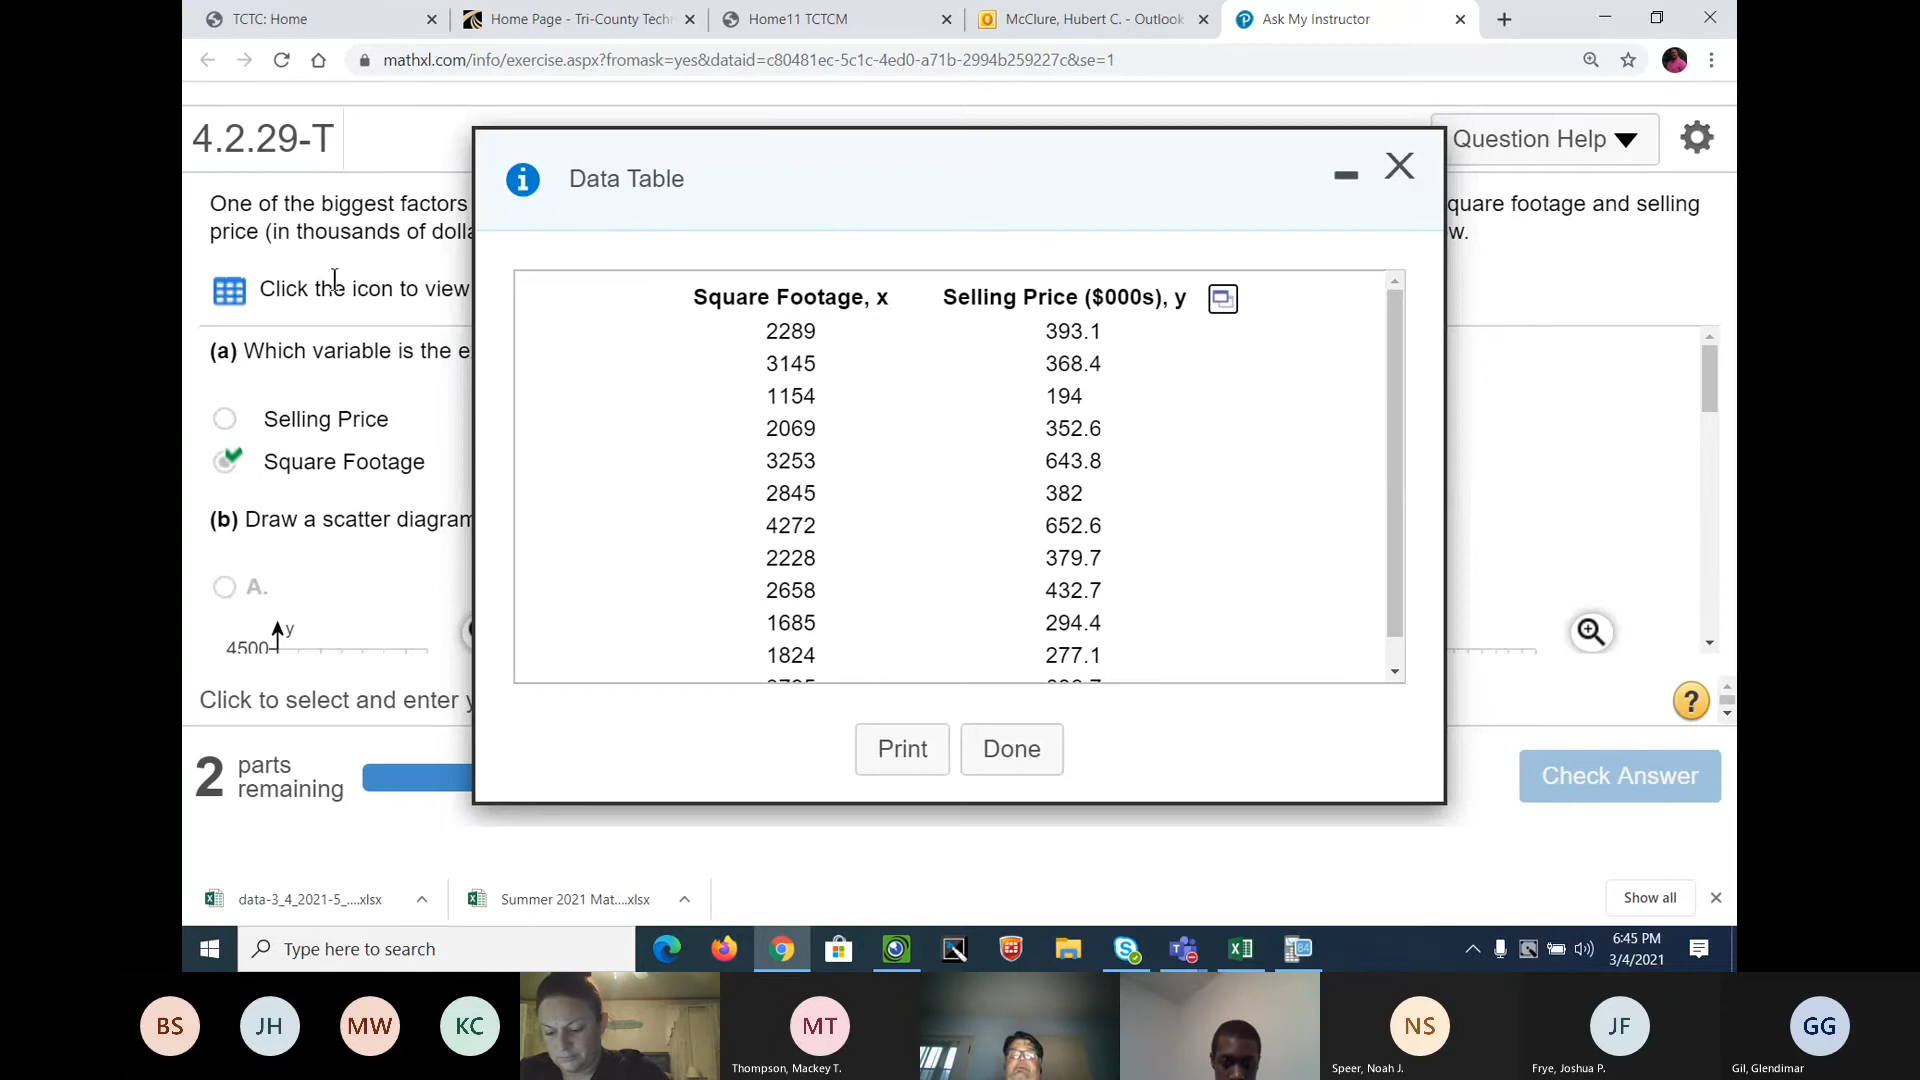 TCTC: Home
Home Page - Tri-County Tech
Home11 TCTCM
McClure, Hubert C. - Outlook
Ask My Instructor
mathxl.com/info/exercise.aspx?fromask=yes&dataid=c80481ec-5c1c-4ed0-a71b-2994b259227c&se=1
4.2.29-T
Question Help
One of the biggest factors
quare footage and selling
price (in thousands of dolla
w.
Click the icon to view
(a) Which variable is the e
Selling Price
Square Footage
(b) Draw a scatter diagram
A.
y
4500
Click to select and enter y
2 parts remaining
Check Answer
Data Table
Square Footage, x Selling Price ($000s), y
2289 393.1
3145 368.4
1154 194
2069 352.6
3253 643.8
2845 382
4272 652.6
2228 379.7
2658 432.7
1685 294.4
1824 277.1
Print
Done
?
data-3_4_2021-5_....xlsx
Summer 2021 Mat....xlsx
Show all
Type here to search
64
6:45 PM
3/4/2021
BS
JH
MW
KC
MT
Thompson, Mackey T.
NS
Speer, Noah J.
JF
Frye, Joshua P.
GG
Gil, Glendimar